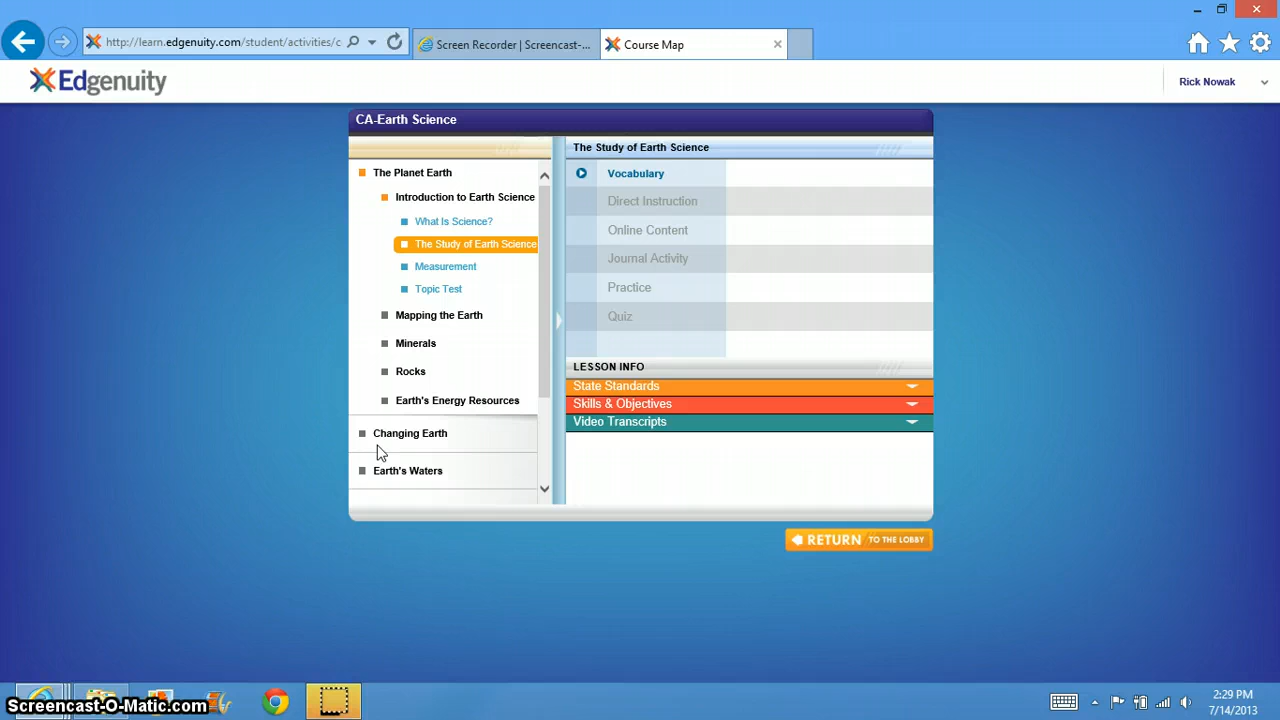 http://learn.edgenuity.com/student/activities/c
Screen Recorder | Screencast-...
Course Map
Edgenuity
Rick Nowak
CA-Earth Science
The Planet Earth
Introduction to Earth Science
What Is Science?
The Study of Earth Science
Measurement
Topic Test
Mapping the Earth
Minerals
Rocks
Earth's Energy Resources
Changing Earth
Earth's Waters
The Study of Earth Science
Vocabulary
Direct Instruction
Online Content
Journal Activity
Practice
Quiz
LESSON INFO
State Standards
Skills & Objectives
Video Transcripts
RETURN TO THE LOBBY
Screencast-O-Matic.com
2:29 PM
7/14/2013